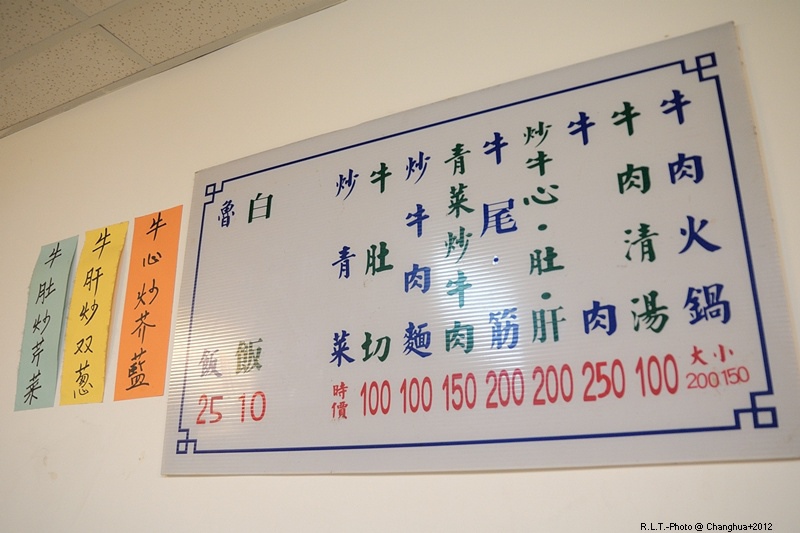 牛肉火鍋 大小 200 150
牛肉清湯 100
牛肉 250
炒牛心·肚·肝 200
牛尾·筋 200
青菜炒牛肉 150
炒牛肉麵 100
牛肚切 100
炒青菜 時價
白飯 10
魯飯 25
牛心炒芥藍
牛肝炒双蔥
牛肚炒芹菜
R.L.T.-Photo @ Changhua+2012